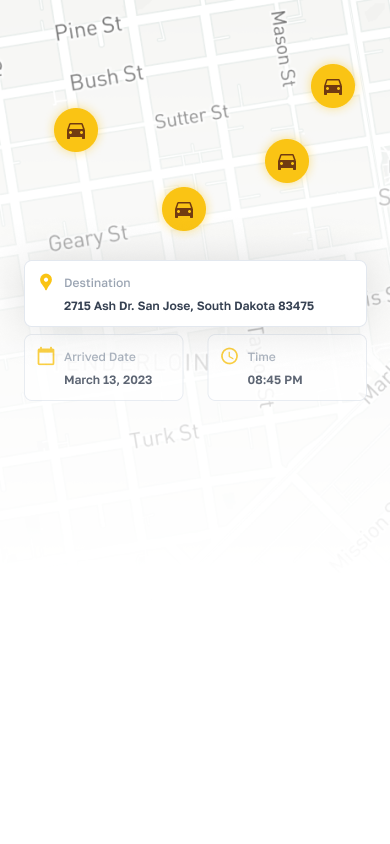 Pine St
Mason St
Bush St
Sutter St
Geary St
Destination
2715 Ash Dr. San Jose, South Dakota 83475
Arrived Date
March 13, 2023
Time
08:45 PM
Turk St
Mission S